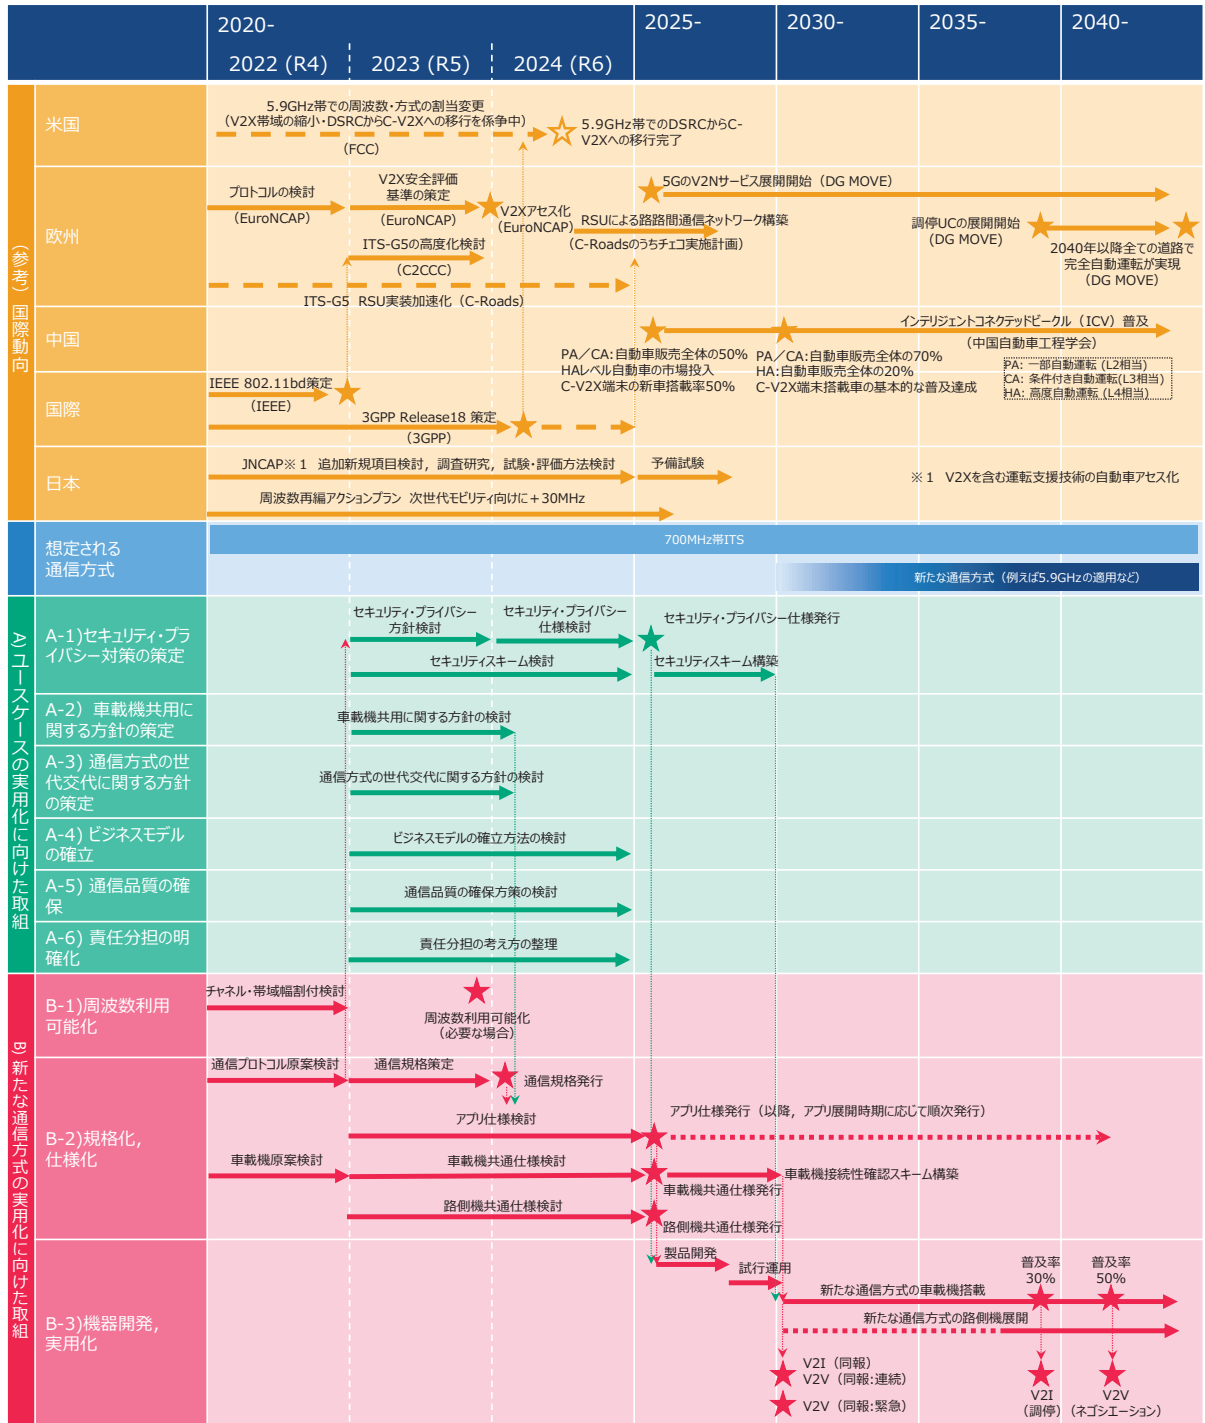 2020-
2025-
2030-
2035-
2040-
2022 (R4)
2023 (R5)
2024 (R6)
（参考）国際動向
米国
5.9GHz帯での周波数・方式の割当変更
（V2X帯域の縮小・DSRCからC-V2Xへの移行を係争中）
(FCC)
5.9GHz帯でのDSRCからC-
V2Xへの移行完了
欧州
プロトコルの検討
(EuroNCAP)
V2X安全評価
基準の策定
(EuroNCAP)
V2Xアセス化
(EuroNCAP)
ITS-G5の高度化検討
(C2CCC)
ITS-G5 RSU実装加速化（C-Roads）
5GのV2Nサービス展開開始（DG MOVE）
RSUによる路路間通信ネットワーク構築
（C-Roadsのうちチェコ実施計画）
調停UCの展開開始
(DG MOVE)
2040年以降全ての道路で
完全自動運転が実現
(DG MOVE)
中国
インテリジェントコネクテッドビークル（ICV）普及
(中国自動車工程学会)
PA／CA:自動車販売全体の50%
HAレベル自動車の市場投入
C-V2X端末の新車搭載率50%
PA／CA:自動車販売全体の70%
HA:自動車販売全体の20%
C-V2X端末搭載車の基本的な普及達成
PA: 一部自動運転 (L2相当)
CA: 条件付き自動運転(L3相当)
HA: 高度自動運転 (L4相当)
国際
IEEE 802.11bd策定
(IEEE)
3GPP Release18 策定
(3GPP)
日本
JNCAP※１ 追加新規項目検討，調査研究，試験・評価方法検討
予備試験
※１ V2Xを含む運転支援技術の自動車アセス化
周波数再編アクションプラン 次世代モビリティ向けに＋30MHz
想定される
通信方式
700MHz帯ITS
新たな通信方式（例えば5.9GHzの適用など）
A) ユースケースの実用化に向けた取組
A-1)セキュリティ・プラ
イバシー対策の策定
セキュリティ・プライバシー
方針検討
セキュリティ・プライバシー
仕様検討
セキュリティ・プライバシー仕様発行
セキュリティスキーム検討
セキュリティスキーム構築
A-2）車載機共用に
関する方針の策定
車載機共用に関する方針の検討
A-3) 通信方式の世
代交代に関する方針
の策定
通信方式の世代交代に関する方針の検討
A-4) ビジネスモデル
の確立
ビジネスモデルの確立方法の検討
A-5) 通信品質の確
保
通信品質の確保方策の検討
A-6) 責任分担の明
確化
責任分担の考え方の整理
B) 新たな通信方式の実用化に向けた取組
B-1)周波数利用
可能化
チャネル・帯域幅割付検討
周波数利用可能化
（必要な場合）
B-2)規格化，
仕様化
通信プロトコル原案検討
通信規格策定
通信規格発行
アプリ仕様検討
アプリ仕様発行（以降，アプリ展開時期に応じて順次発行）
車載機原案検討
車載機共通仕様検討
車載機接続性確認スキーム構築
車載機共通仕様発行
路側機共通仕様検討
路側機共通仕様発行
B-3)機器開発，
実用化
製品開発
試行運用
普及率
30%
普及率
50%
新たな通信方式の車載機搭載
新たな通信方式の路側機展開
V2I（同報）
V2V（同報:連続）
V2V（同報:緊急）
V2I
（調停）
V2V
（ネゴシエーション）